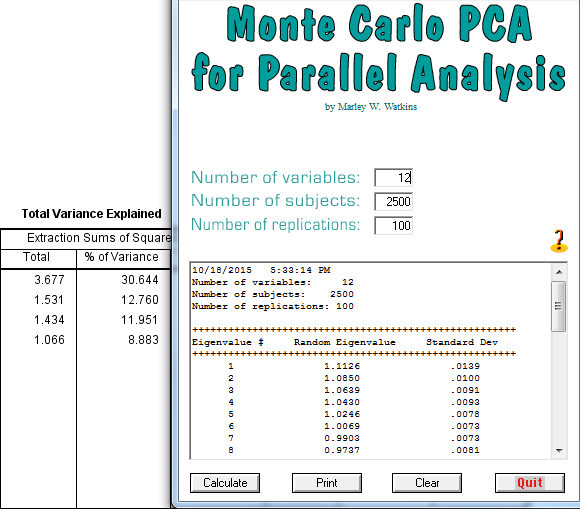 Monte Carlo PCA
for Parallel Analysis
by Marley W. Watkins
Number of variables: 12
Number of subjects: 2500
Number of replications: 100
?
Total Variance Explained
Extraction Sums of Square
Total % of Variance
3.677 30.644
1.531 12.760
1.434 11.951
1.066 8.883
10/18/2015 5:33:14 PM
Number of variables: 12
Number of subjects: 2500
Number of replications: 100
++++++++++++++++++++++++++++++++++++++++++++++++++++++
Eigenvalue # Random Eigenvalue Standard Dev
++++++++++++++++++++++++++++++++++++++++++++++++++++++
1 1.1126 .0139
2 1.0850 .0100
3 1.0639 .0091
4 1.0430 .0093
5 1.0246 .0078
6 1.0069 .0073
7 0.9903 .0073
8 0.9737 .0081
Calculate Print Clear Quit